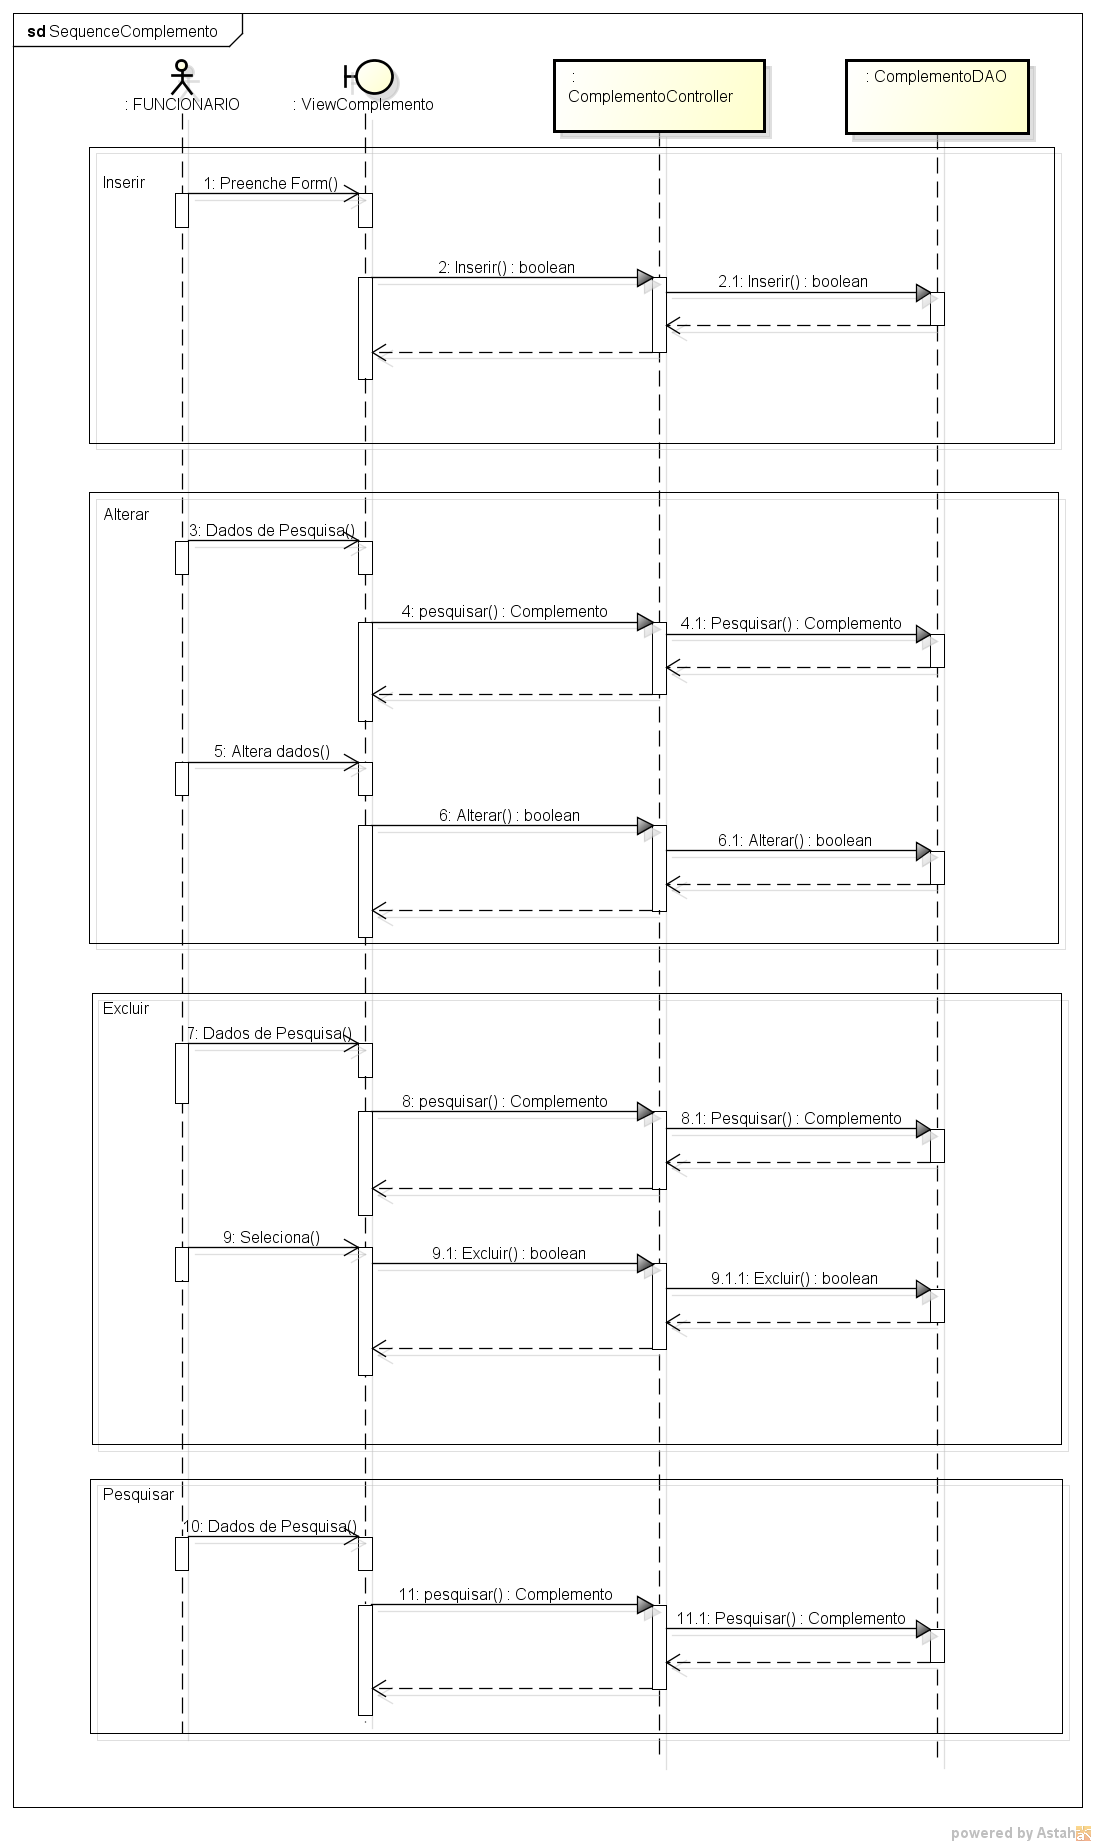 sd SequenceComplemento
: FUNCIONARIO
: ViewComplemento
:
ComplementoController
: ComplementoDAO
Inserir
1: Preenche Form()
2: Inserir() : boolean
2.1: Inserir() : boolean
Alterar
3: Dados de Pesquisa()
4: pesquisar() : Complemento
4.1: Pesquisar() : Complemento
5: Altera dados()
6: Alterar() : boolean
6.1: Alterar() : boolean
Excluir
7: Dados de Pesquisa()
8: pesquisar() : Complemento
8.1: Pesquisar() : Complemento
9: Seleciona()
9.1: Excluir() : boolean
9.1.1: Excluir() : boolean
Pesquisar
10: Dados de Pesquisa()
11: pesquisar() : Complemento
11.1: Pesquisar() : Complemento
powered by Astah